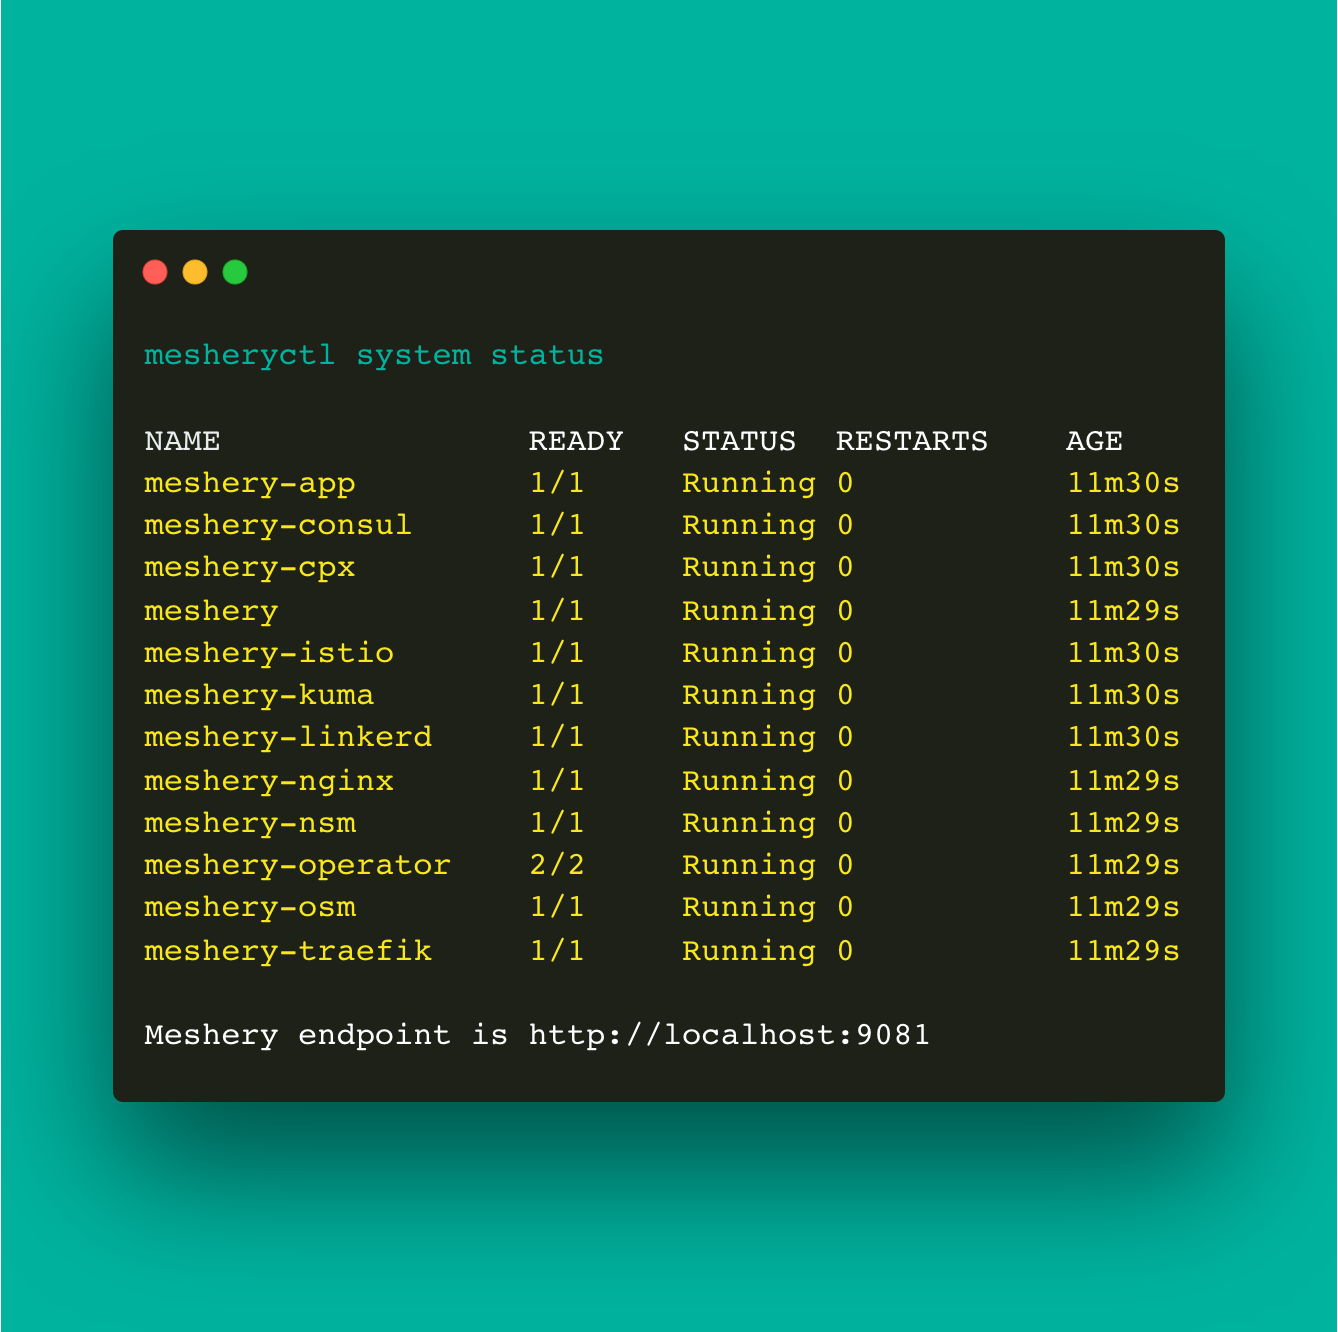 mesheryctl system status
NAME READY STATUS RESTARTS AGE
meshery-app 1/1 Running 0 11m30s
meshery-consul 1/1 Running 0 11m30s
meshery-cpx 1/1 Running 0 11m30s
meshery 1/1 Running 0 11m29s
meshery-istio 1/1 Running 0 11m30s
meshery-kuma 1/1 Running 0 11m30s
meshery-linkerd 1/1 Running 0 11m30s
meshery-nginx 1/1 Running 0 11m29s
meshery-nsm 1/1 Running 0 11m29s
meshery-operator 2/2 Running 0 11m29s
meshery-osm 1/1 Running 0 11m29s
meshery-traefik 1/1 Running 0 11m29s
Meshery endpoint is http://localhost:9081